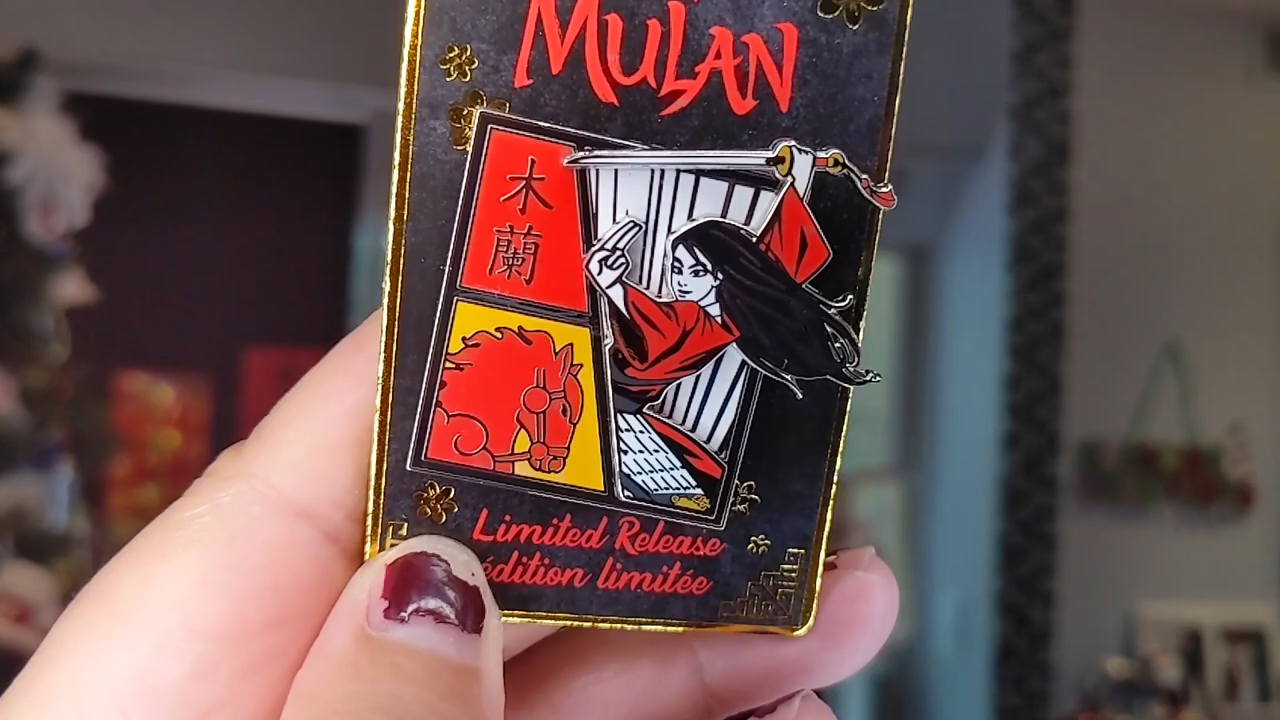 MULAN
木
蘭
Limited Release
édition limitée